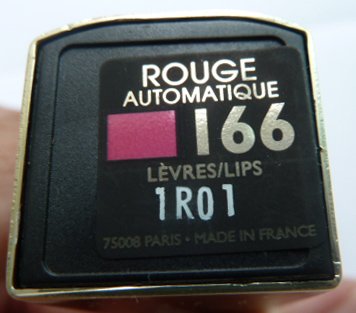 ROUGE
AUTOMATIQUE
166
LÈVRES/LIPS
1R01
75008 PARIS • MADE IN FRANCE